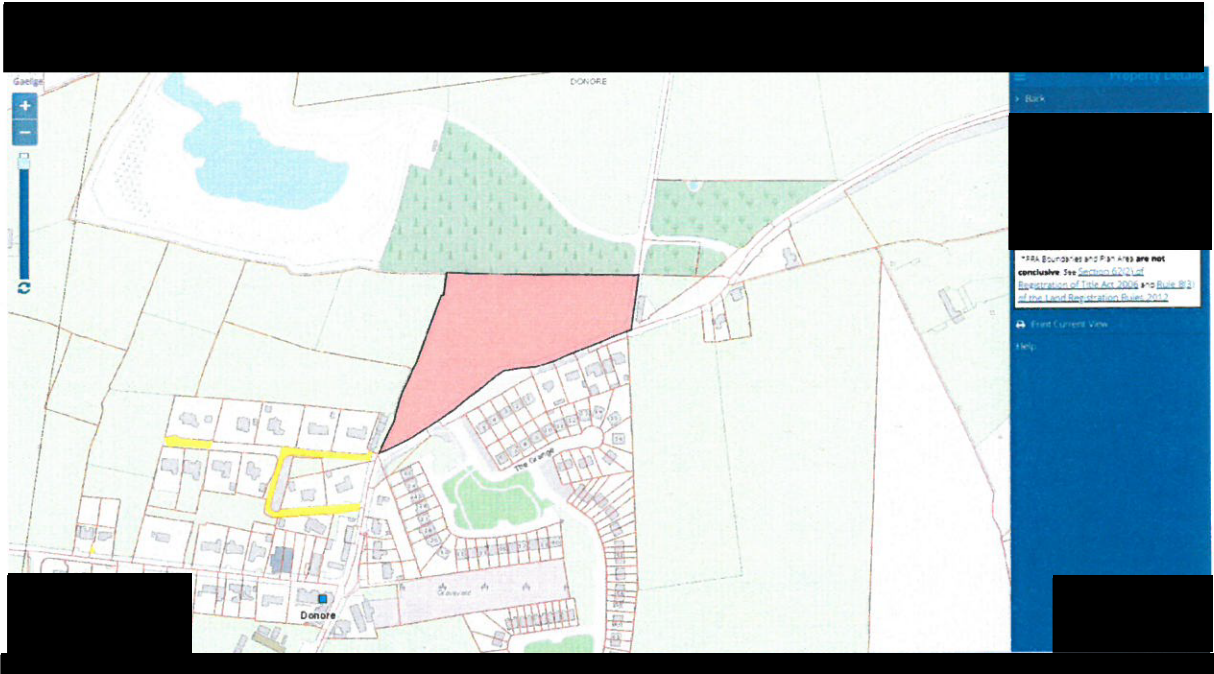 Gaeilge
DONORE
Property Details
Back
*PRA Boundaries and Plan Area are not
conclusive. See Section 62(2) of
Registration of Title Act 2006 and Rule 8(3)
of the Land Registration Rules 2012
Print Current View
Help
The Grange
Graveyard
Donore